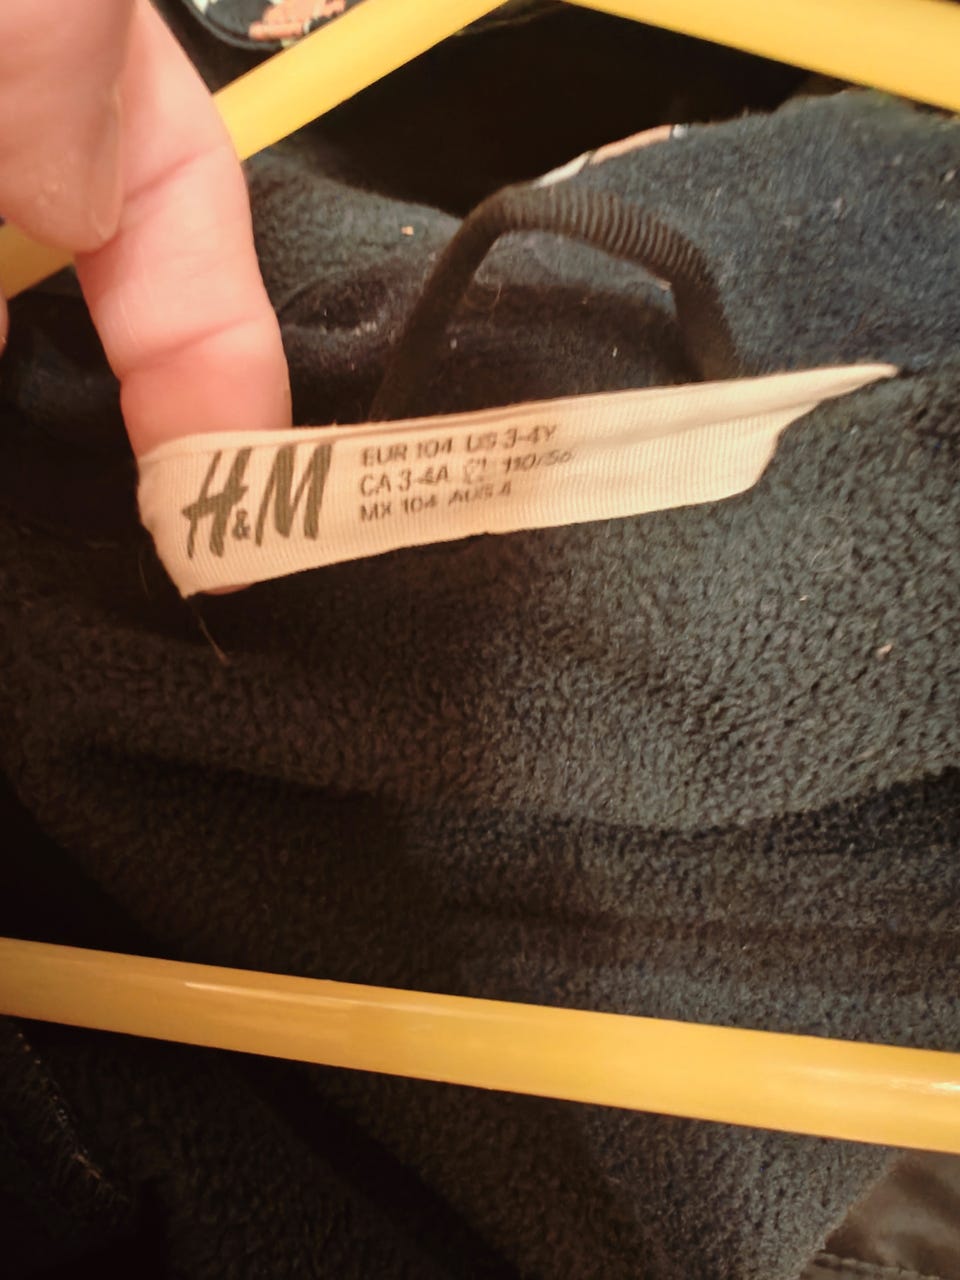 H&M
EUR 104 US 3-4Y
CA 3-4A 110/56
MX 104 AUS 4